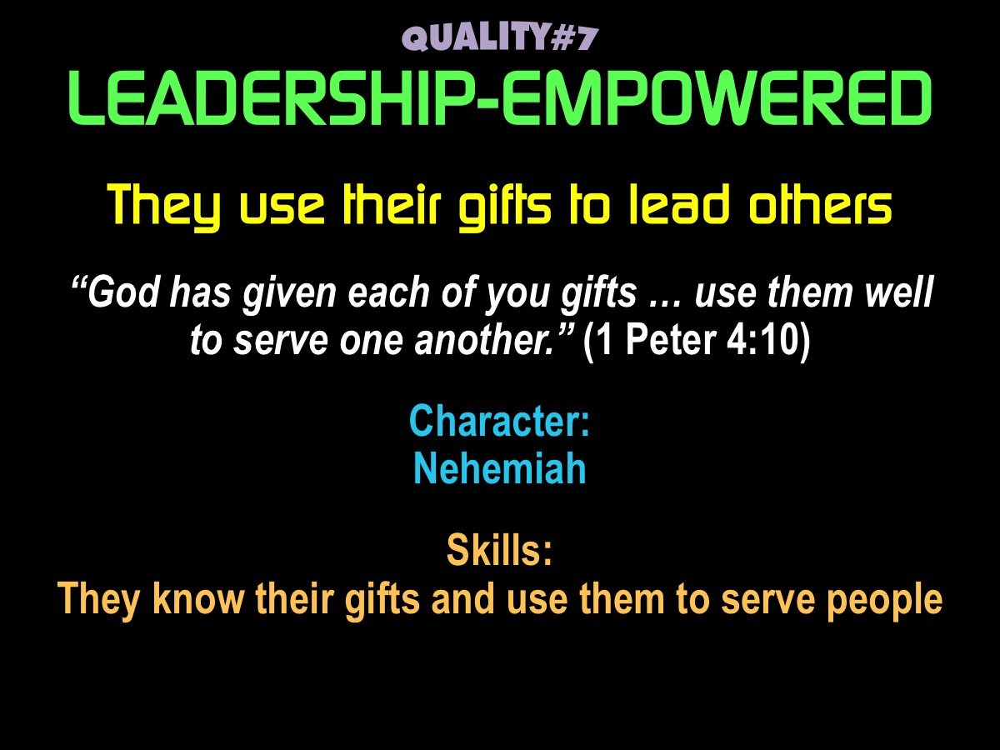 QUALITY#7
LEADERSHIP-EMPOWERED
They use their gifts to lead others
“God has given each of you gifts … use them well
to serve one another.” (1 Peter 4:10)
Character:
Nehemiah
Skills:
They know their gifts and use them to serve people